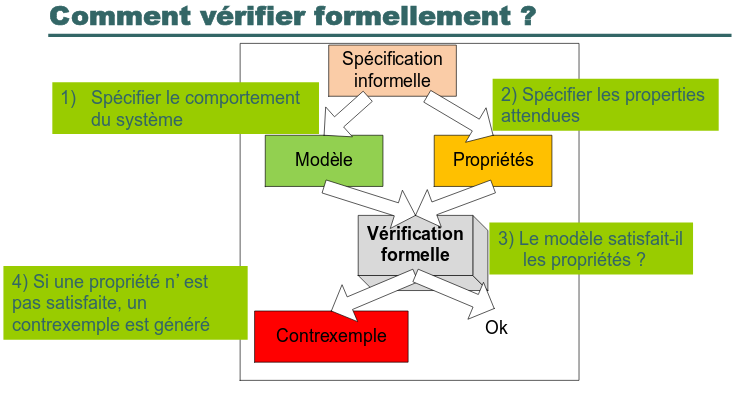 Comment vérifier formellement ?
Spécification
informelle
1) Spécifier le comportement
du système
2) Spécifier les properties
attendues
Modèle
Propriétés
Vérification
formelle
3) Le modèle satisfait-il
les propriétés ?
4) Si une propriété n’ est
pas satisfaite, un
contrexemple est généré
Contrexemple
Ok